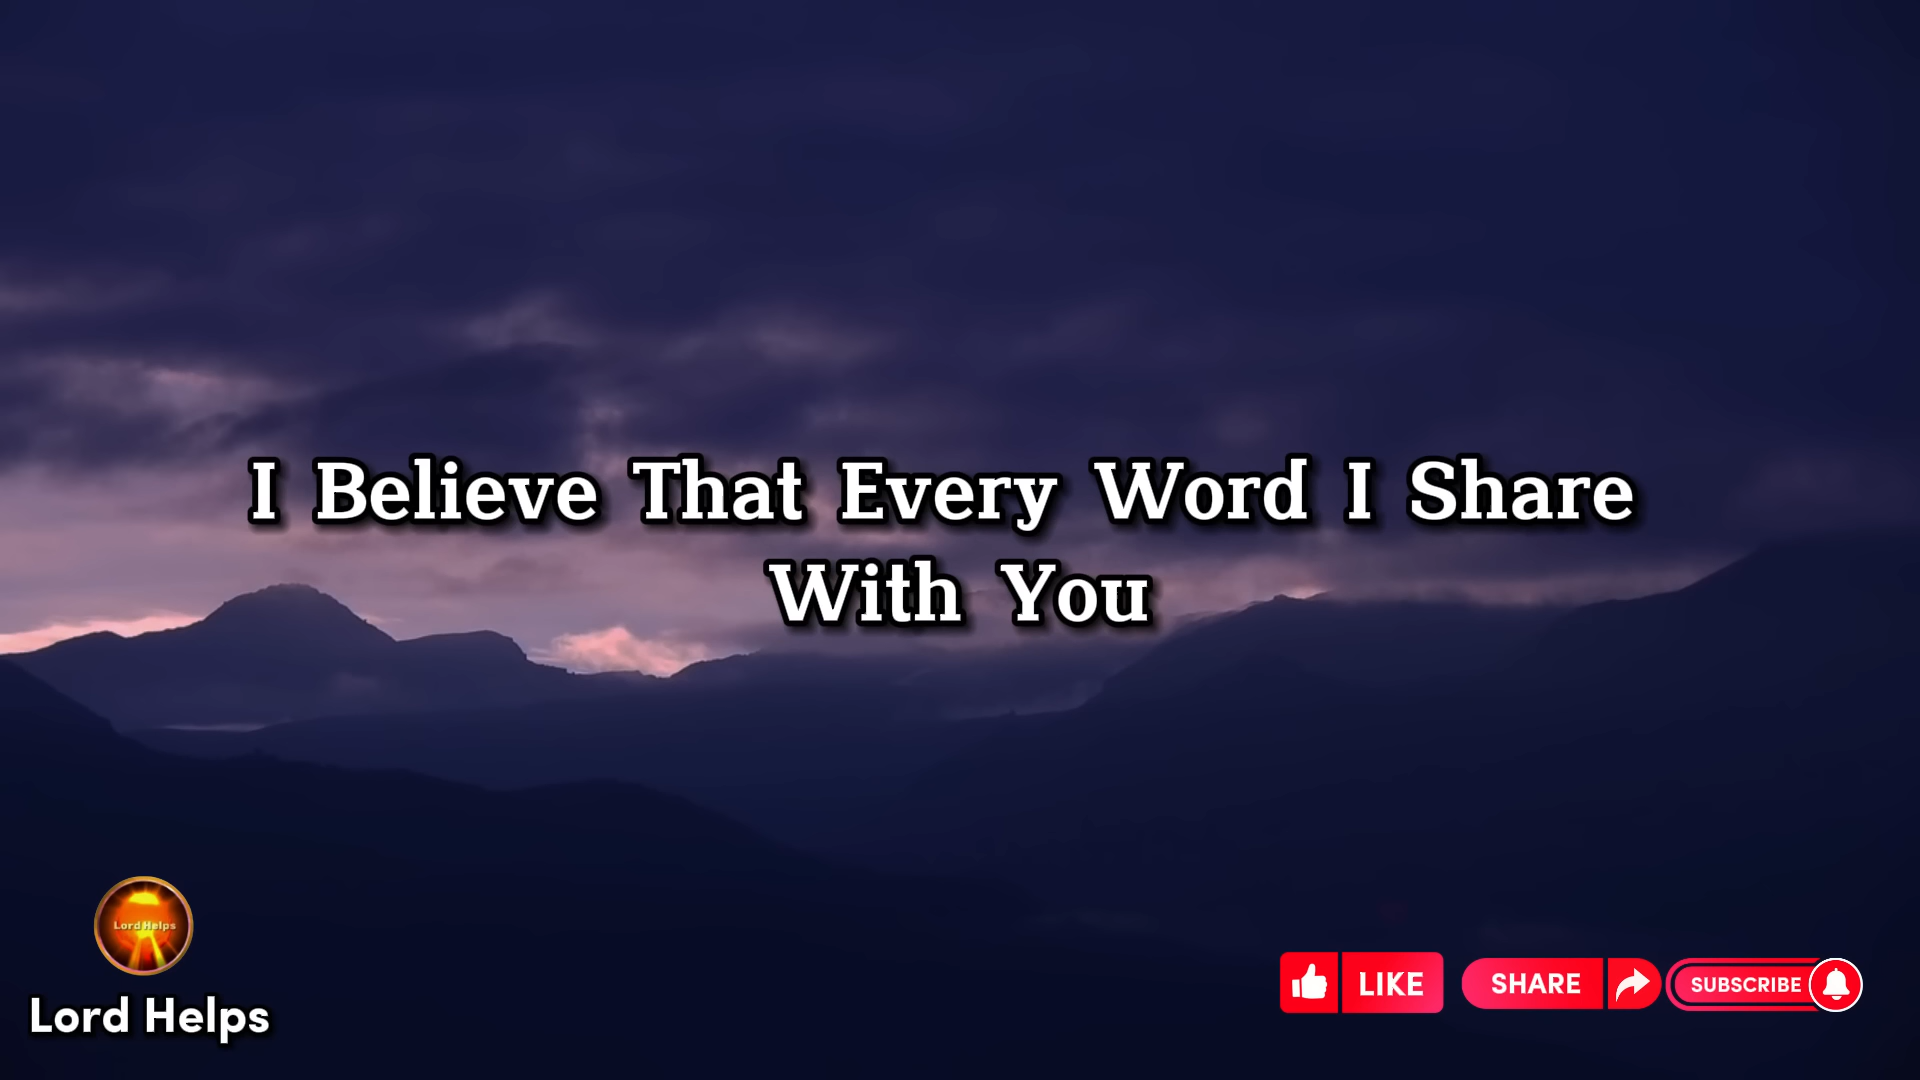 I Believe That Every Word I Share
With You
Lord Helps
Lord Helps
LIKE
SHARE
SUBSCRIBE